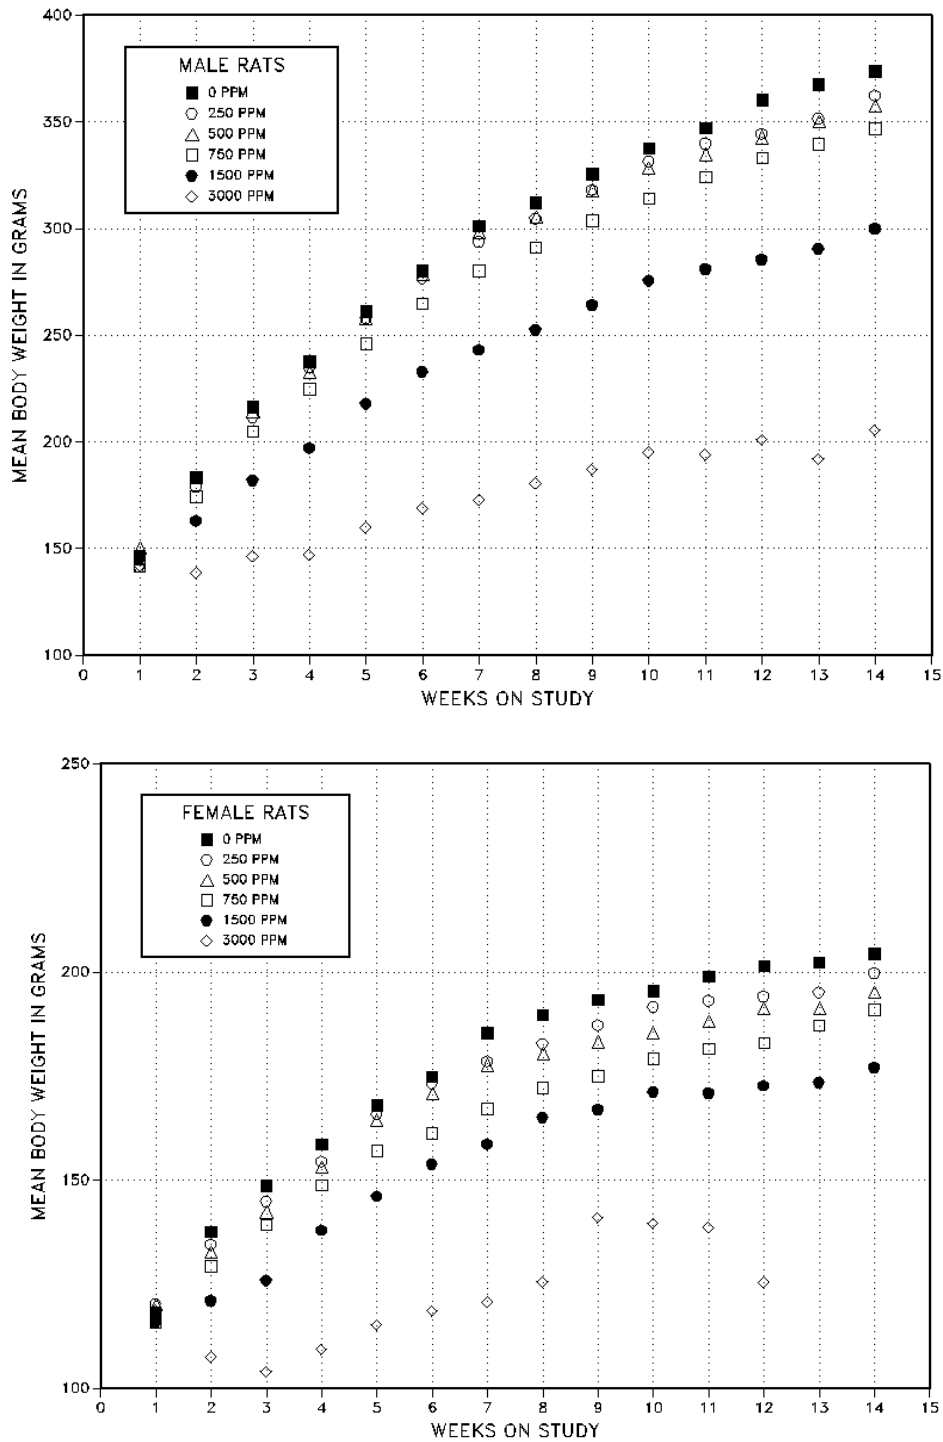 400
350
300
250
200
150
100
MEAN BODY WEIGHT IN GRAMS
MALE RATS
0 PPM
250 PPM
500 PPM
750 PPM
1500 PPM
3000 PPM
0 1 2 3 4 5 6 7 8 9 10 11 12 13 14 15
WEEKS ON STUDY
250
200
150
100
MEAN BODY WEIGHT IN GRAMS
FEMALE RATS
0 PPM
250 PPM
500 PPM
750 PPM
1500 PPM
3000 PPM
0 1 2 3 4 5 6 7 8 9 10 11 12 13 14 15
WEEKS ON STUDY